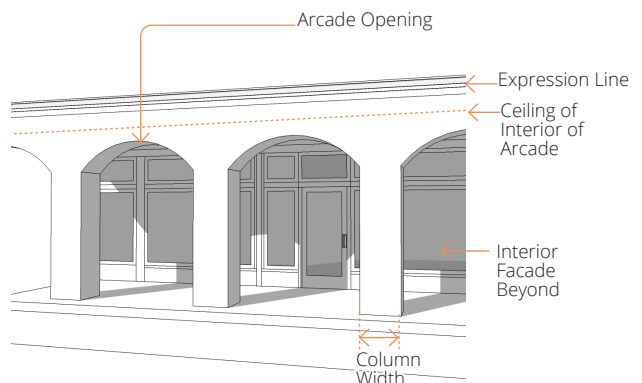 Arcade Opening
Expression Line
Ceiling of
Interior of
Arcade
Interior
Facade
Beyond
Column
Width